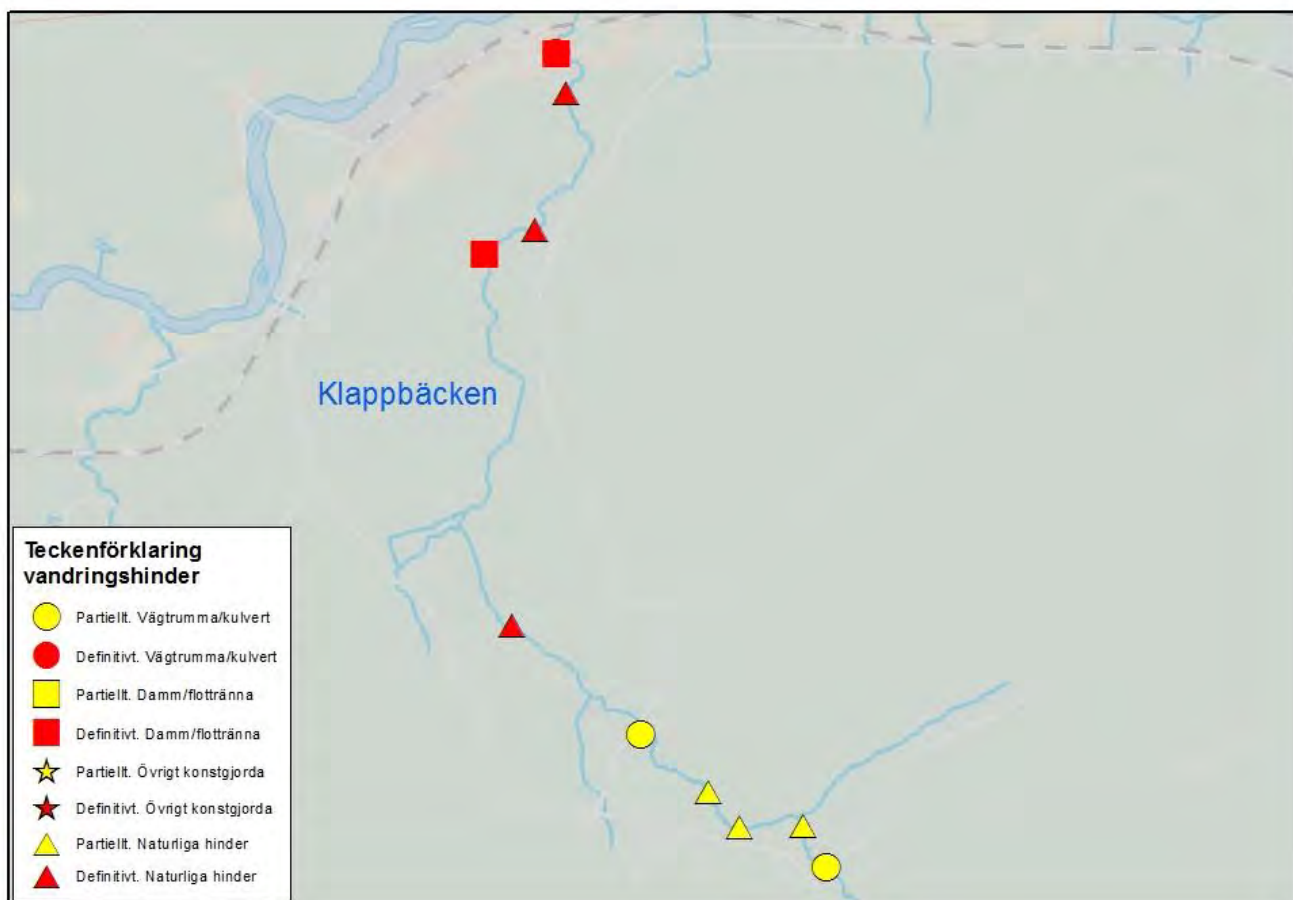 Klappbäcken
Teckenförklaring
vandringshinder
Partiellt. Vägtrumma/kulvert
Definitivt. Vägtrumma/kulvert
Partiellt. Damm/flottränna
Definitivt. Damm/flottränna
Partiellt. Övrigt konstgjorda
Definitivt. Övrigt konstgjorda
Partiellt. Naturliga hinder
Definitivt. Naturliga hinder